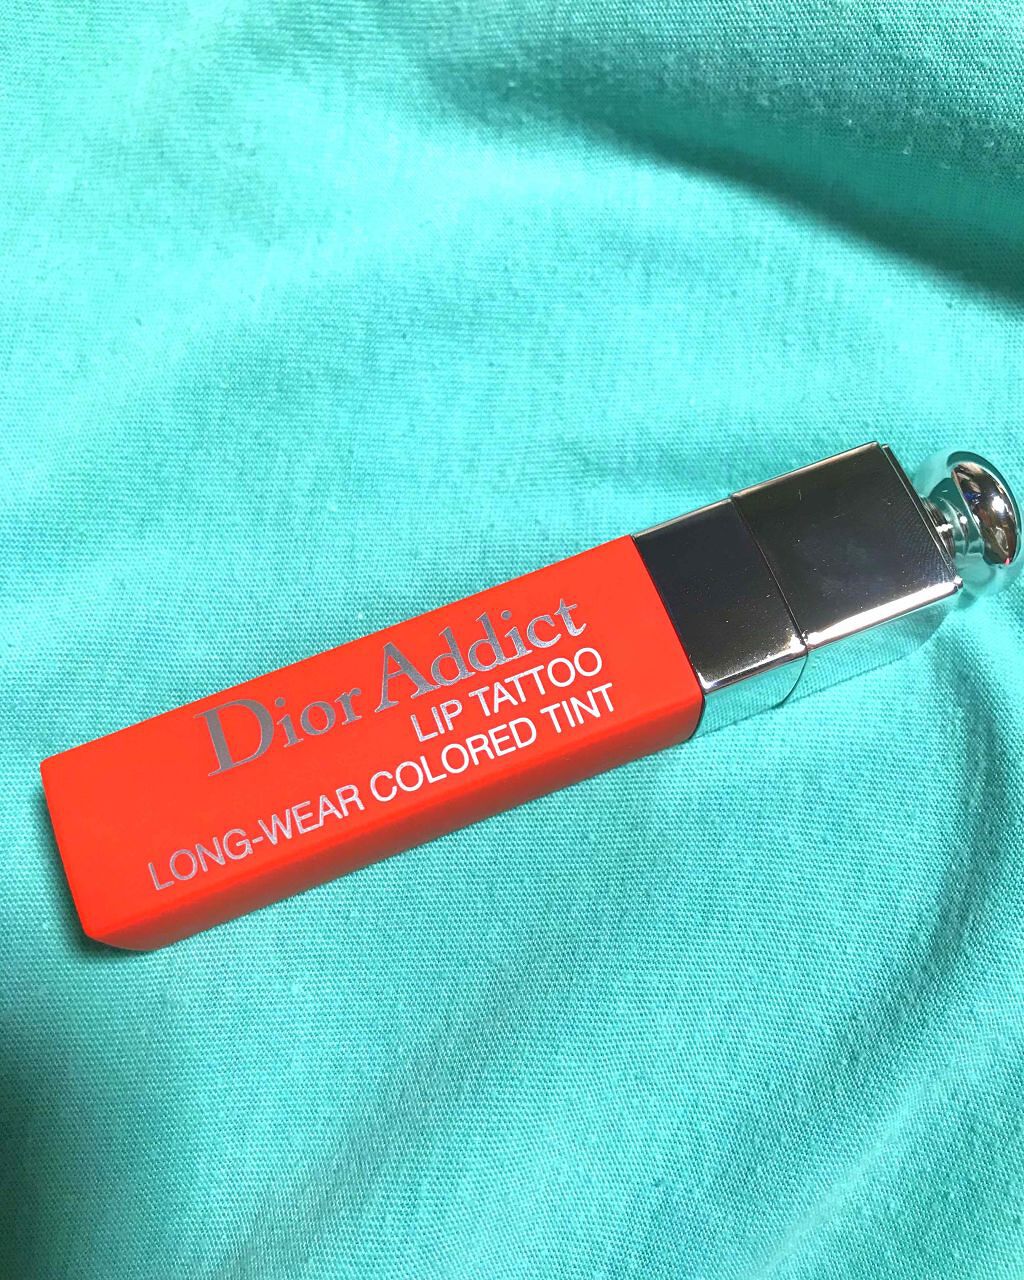 Dior Addict
LIP TATTOO
LONG-WEAR COLORED TINT